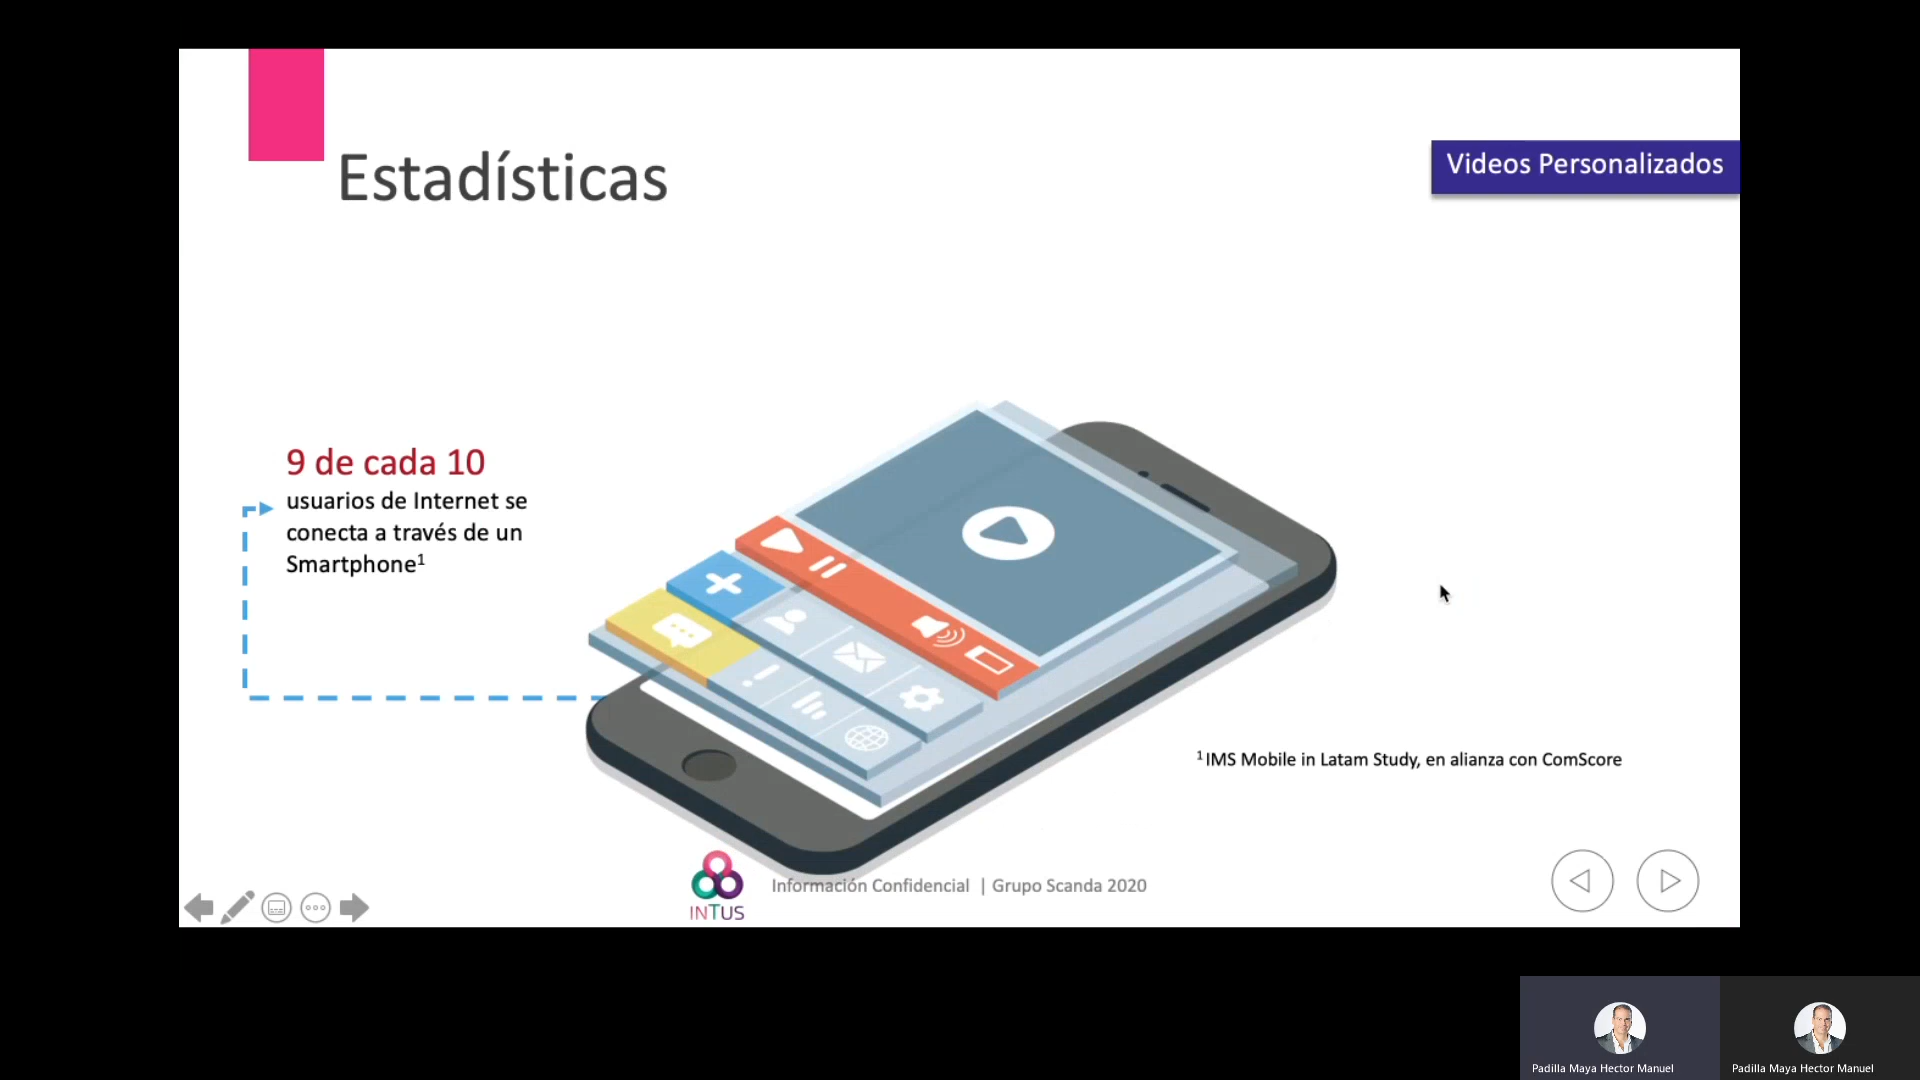 Estadísticas
Videos Personalizados
9 de cada 10
usuarios de Internet se
conecta a través de un
Smartphone¹
¹ IMS Mobile in Latam Study, en alianza con ComScore
INTUS
Información Confidencial | Grupo Scanda 2020
Padilla Maya Hector Manuel
Padilla Maya Hector Manuel